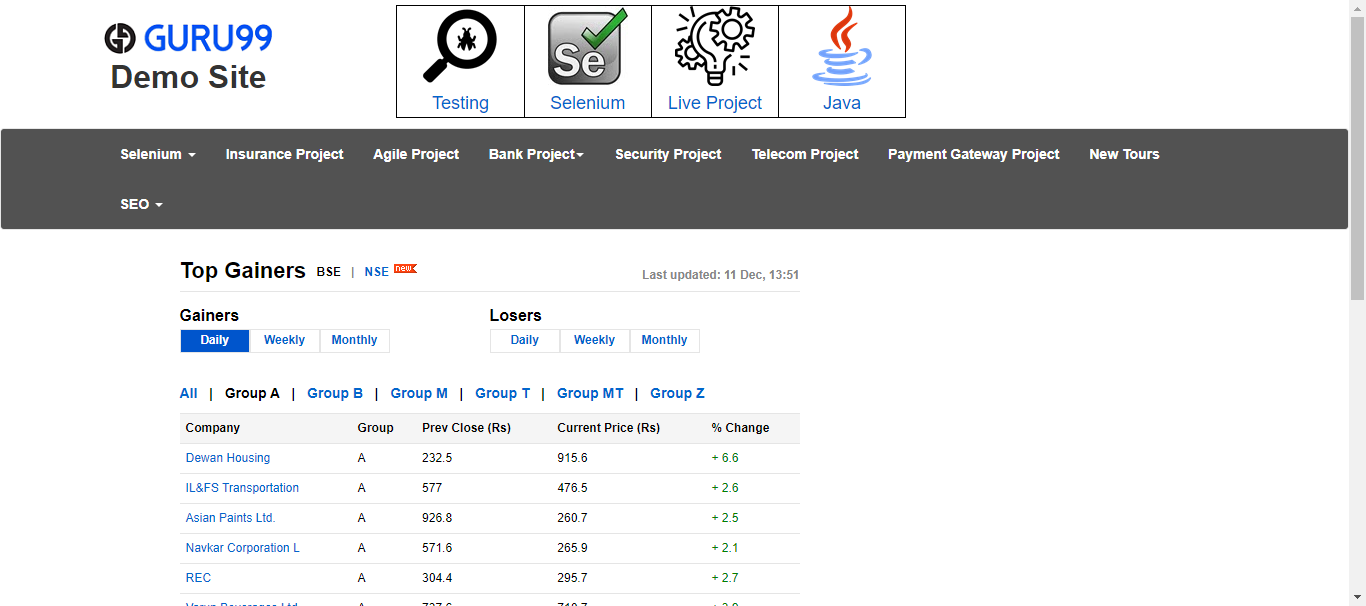 GURU99
Demo Site
Testing
Selenium
Live Project
Java
Selenium
Insurance Project
Agile Project
Bank Project
Security Project
Telecom Project
Payment Gateway Project
New Tours
SEO
Top Gainers BSE | NSE new
Last updated: 11 Dec, 13:51
Gainers
Daily Weekly Monthly
Losers
Daily Weekly Monthly
All | Group A | Group B | Group M | Group T | Group MT | Group Z
Company Group Prev Close (Rs) Current Price (Rs) % Change
Dewan Housing A 232.5 915.6 + 6.6
IL&FS Transportation A 577 476.5 + 2.6
Asian Paints Ltd. A 926.8 260.7 + 2.5
Navkar Corporation L A 571.6 265.9 + 2.1
REC A 304.4 295.7 + 2.7